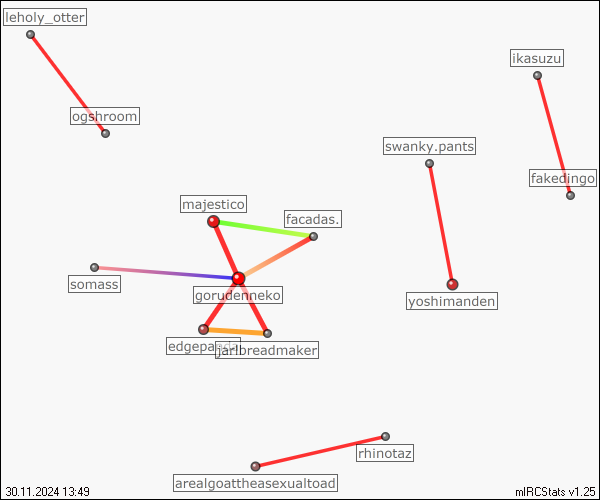 leholy_otter
ikasuzu
ogshroom
swanky.pants
fakedingo
majestico
facadas.
somass
gorudenneko
yoshimanden
jarlbreadmaker
rhinotaz
arealgoattheasexualtoad
30.11.2024 13:49
mIRCStats v1.25